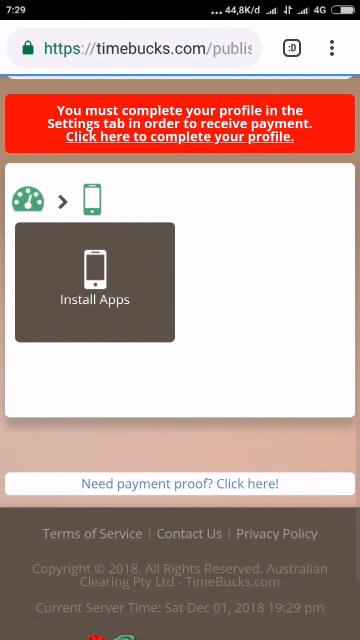 7:29 ... 44,8K/d 4G
https://timebucks.com/publis :D
You must complete your profile in the
Settings tab in order to receive payment.
Click here to complete your profile.
Install Apps
Need payment proof? Click here!
Terms of Service | Contact Us | Privacy Policy
Copyright © 2018. All Rights Reserved. Australian
Clearing Pty Ltd - TimeBucks.com
Current Server Time: Sat Dec 01, 2018 19:29 pm